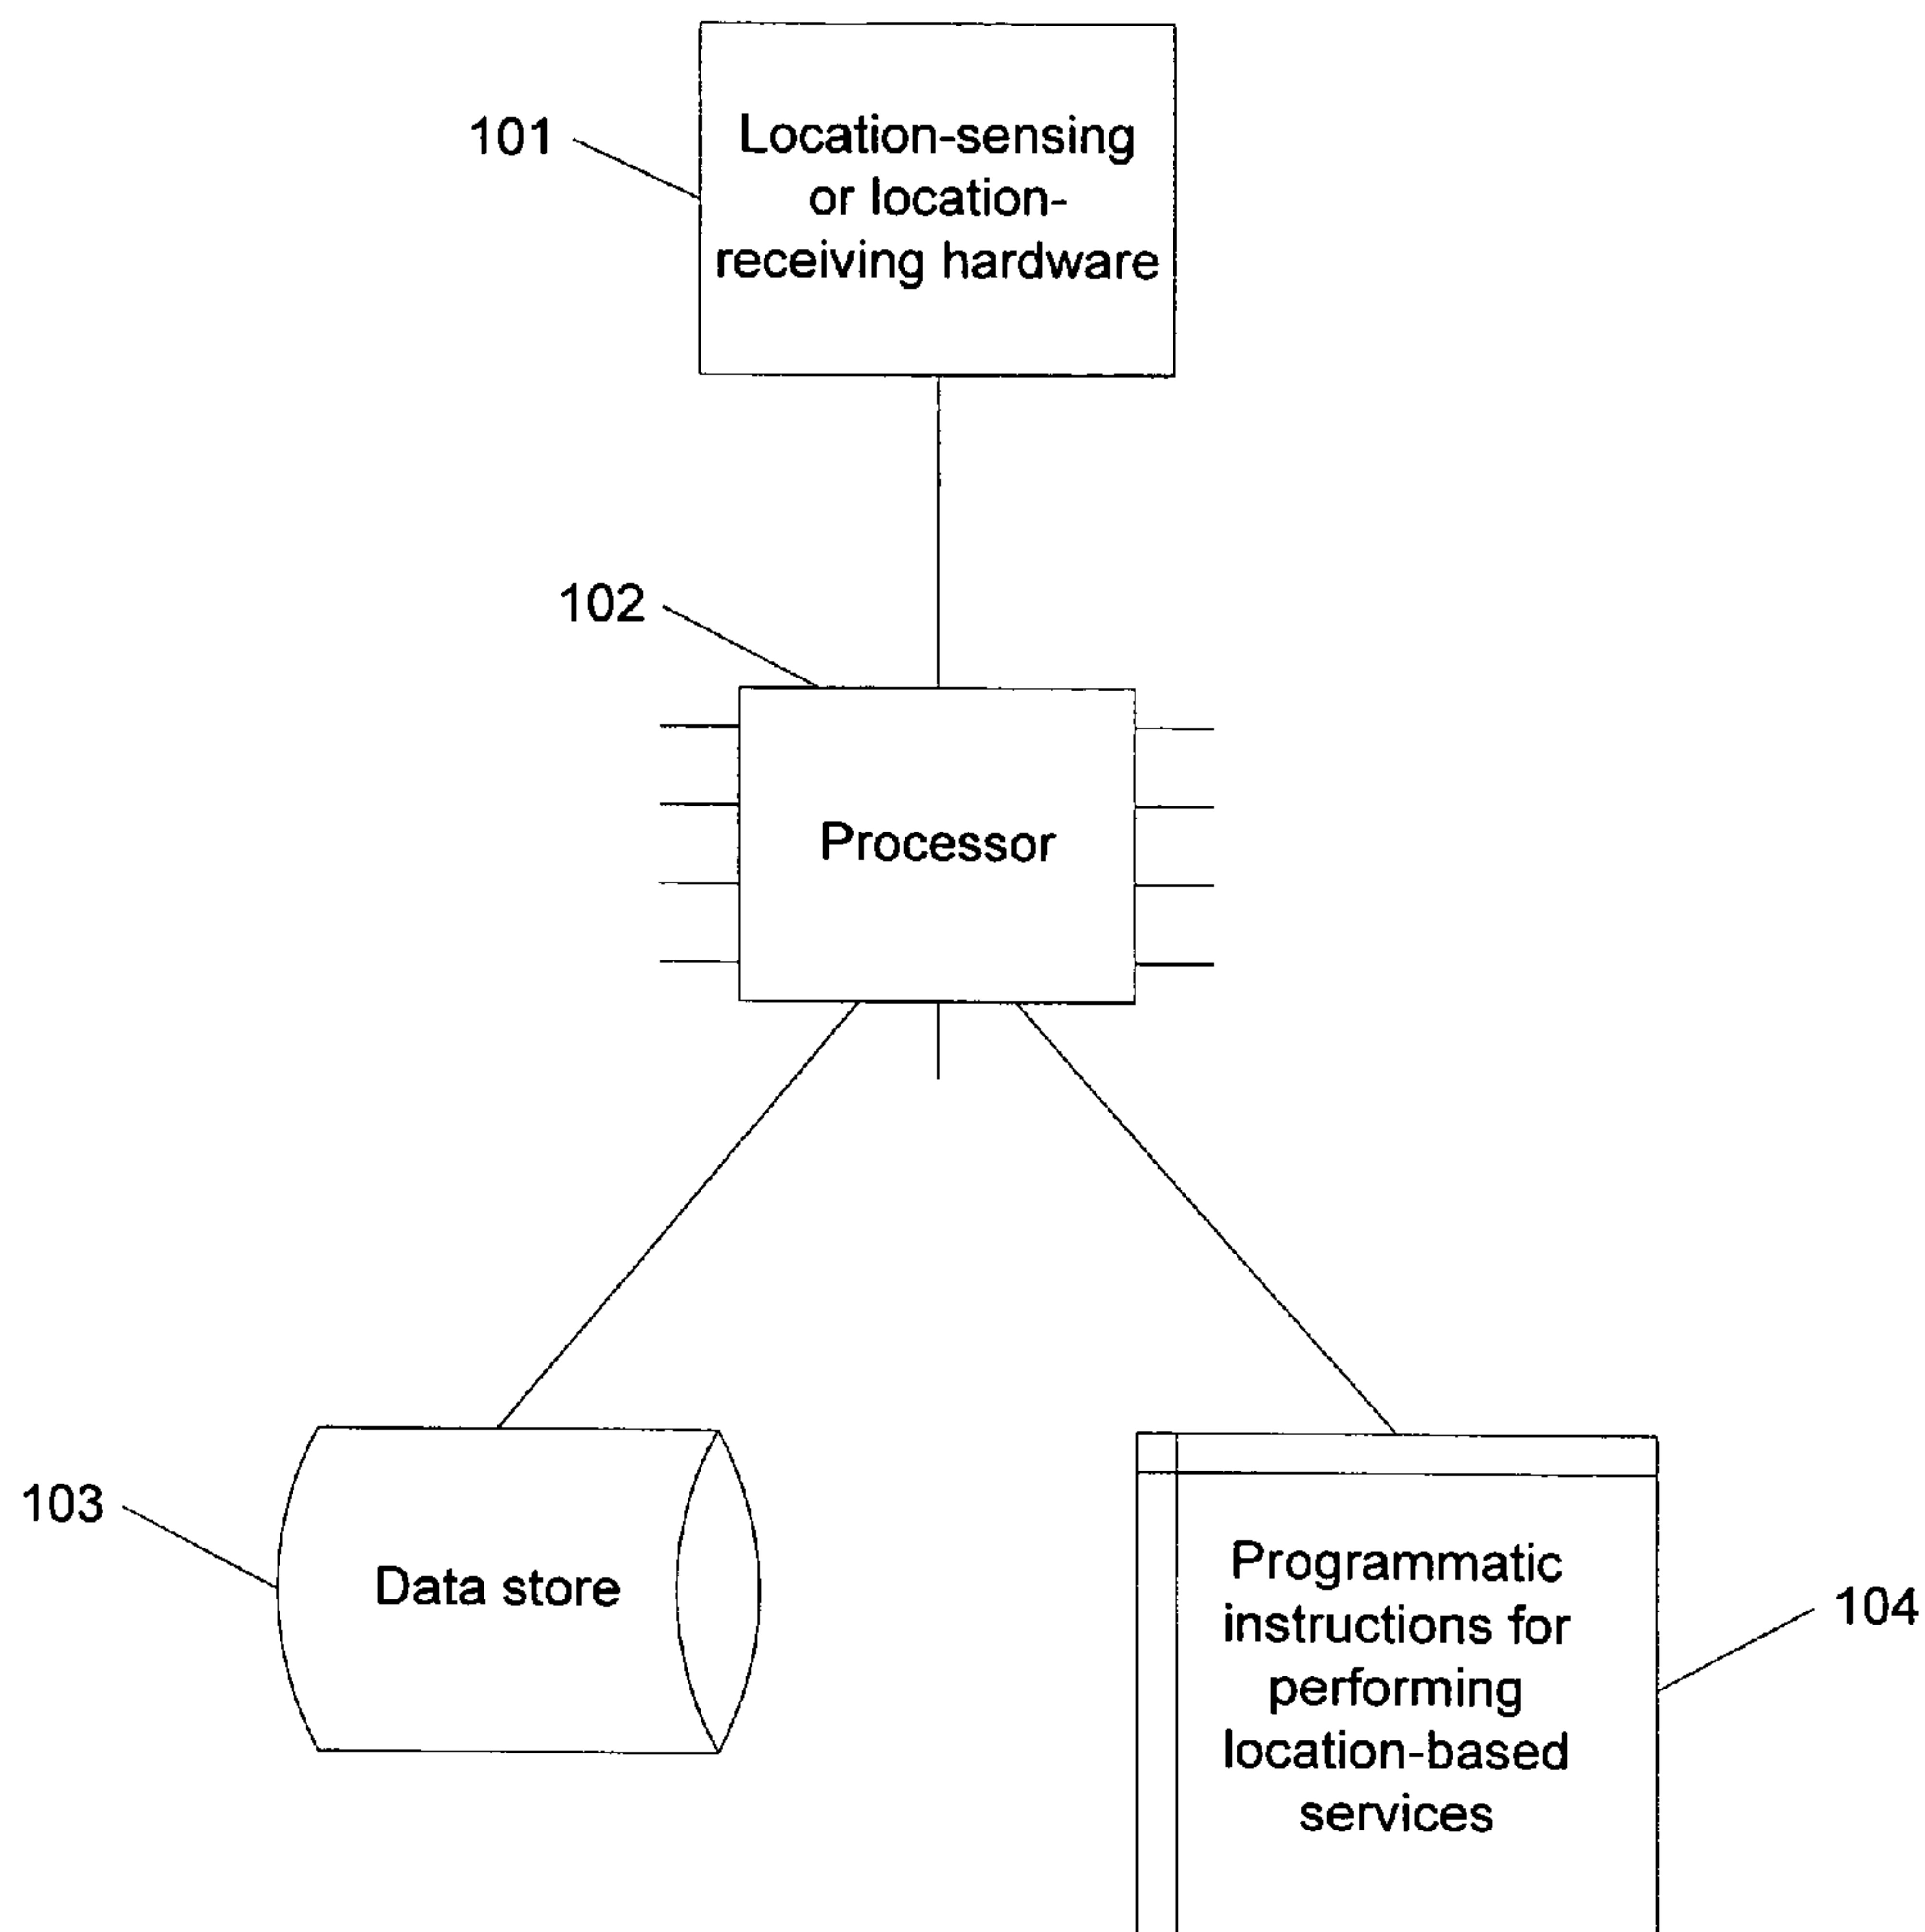 101
Location-sensing
or location-
receiving hardware
102
Processor
103
Data store
Programmatic
instructions for
performing
location-based
services
104